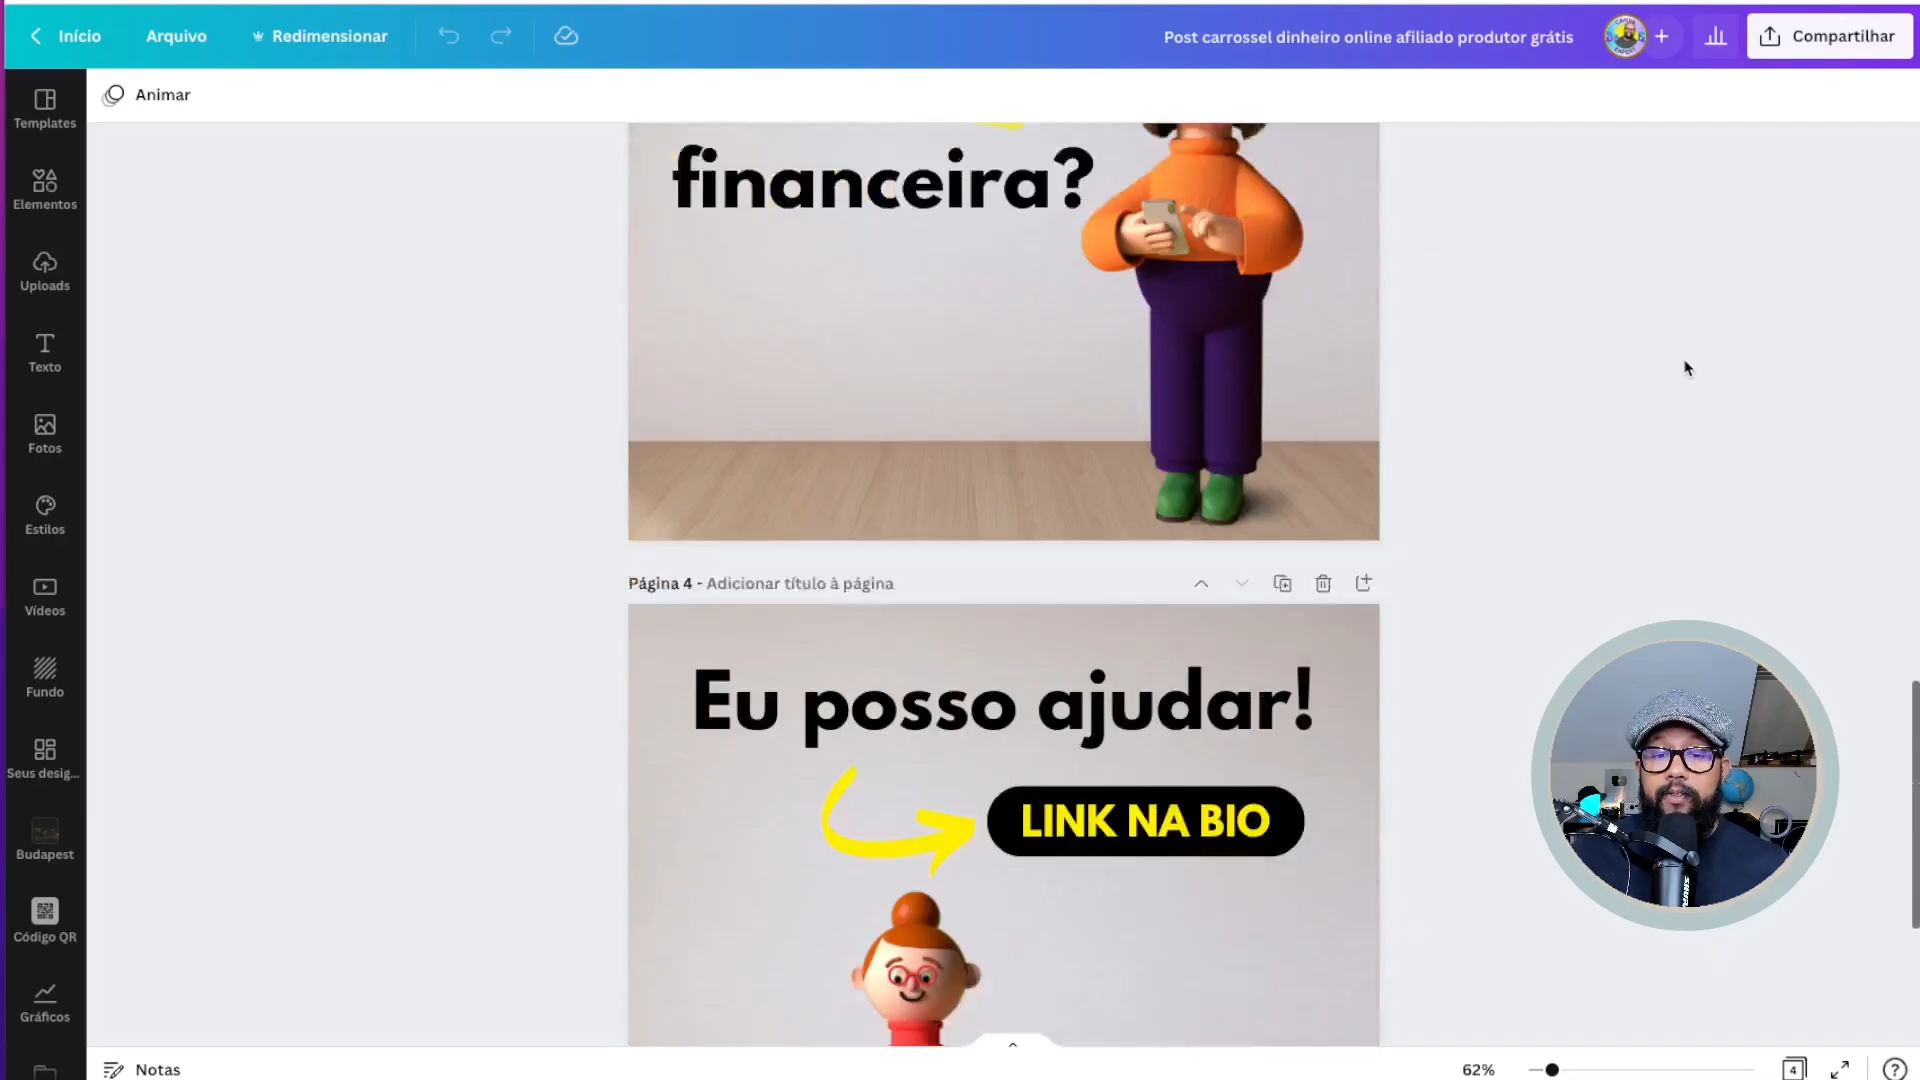 Início
Arquivo
Redimensionar
Post carrossel dinheiro online afiliado produtor grátis
Compartilhar
Animar
Templates
Elementos
Uploads
Texto
Fotos
Estilos
Vídeos
Fundo
Seus desig...
Budapest
Código QR
Gráficos
financeira?
Página 4 - Adicionar título à página
Eu posso ajudar!
LINK NA BIO
Notas
62%
4